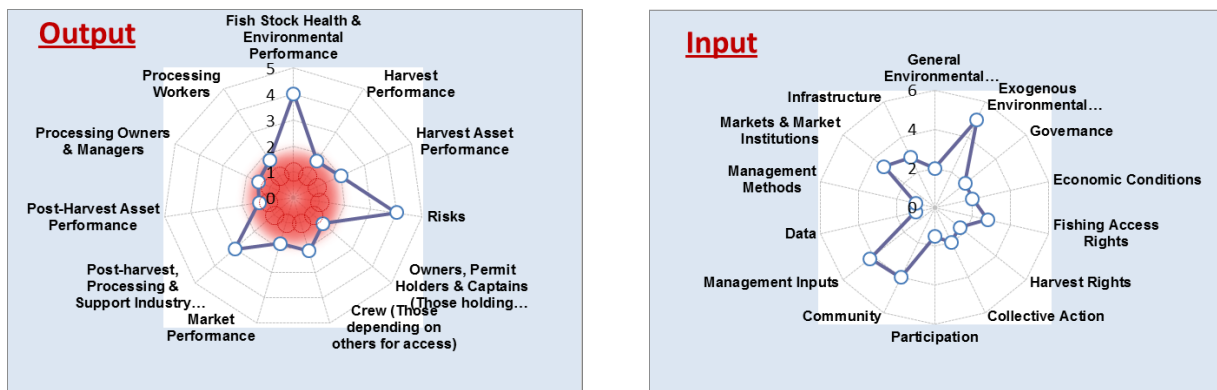 Output
Fish Stock Health &
Environmental
Performance
Harvest
Performance
Harvest Asset
Performance
Risks
Owners, Permit
Holders & Captains
(Those holding...
Crew (Those
depending on
others for access)
Market
Performance
Post-harvest,
Processing &
Support Industry...
Post-Harvest Asset
Performance
Processing Owners
& Managers
Processing
Workers
5
4
3
2
1
0
Input
General
Environmental...
Exogenous
Environmental...
Governance
Economic Conditions
Fishing Access
Rights
Harvest Rights
Collective Action
Participation
Community
Management Inputs
Data
Management
Methods
Markets & Market
Institutions
Infrastructure
6
4
2
0